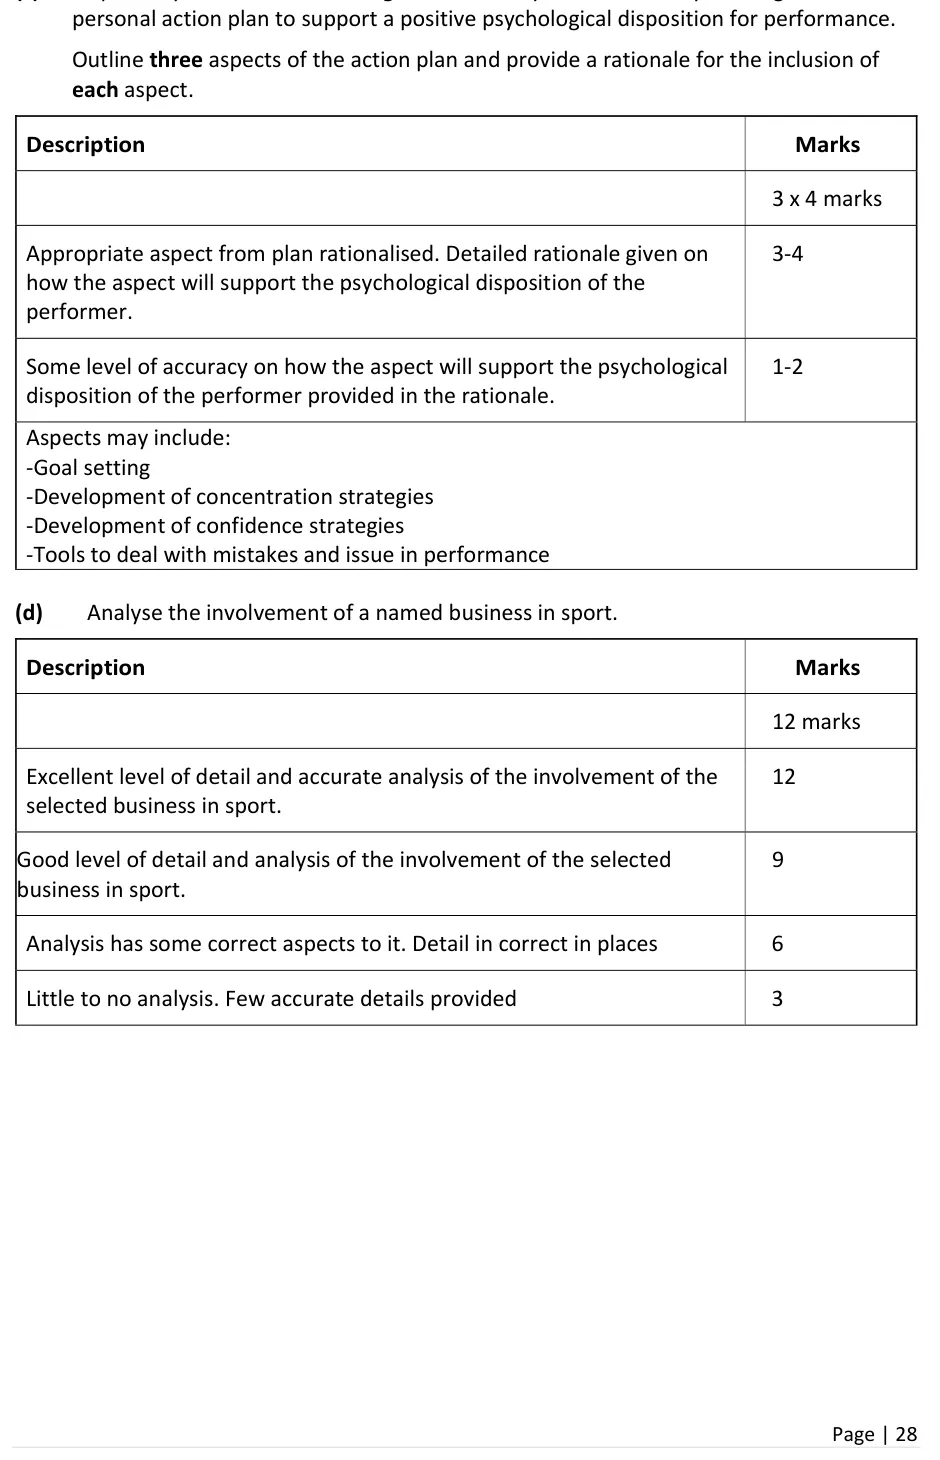 personal action plan to support a positive psychological disposition for performance.
Outline three aspects of the action plan and provide a rationale for the inclusion of
each aspect.
Description Marks
3 x 4 marks
Appropriate aspect from plan rationalised. Detailed rationale given on 3-4
how the aspect will support the psychological disposition of the
performer.
Some level of accuracy on how the aspect will support the psychological 1-2
disposition of the performer provided in the rationale.
Aspects may include:
-Goal setting
-Development of concentration strategies
-Development of confidence strategies
-Tools to deal with mistakes and issue in performance
(d) Analyse the involvement of a named business in sport.
Description Marks
12 marks
Excellent level of detail and accurate analysis of the involvement of the 12
selected business in sport.
Good level of detail and analysis of the involvement of the selected 9
business in sport.
Analysis has some correct aspects to it. Detail in correct in places 6
Little to no analysis. Few accurate details provided 3
Page | 28